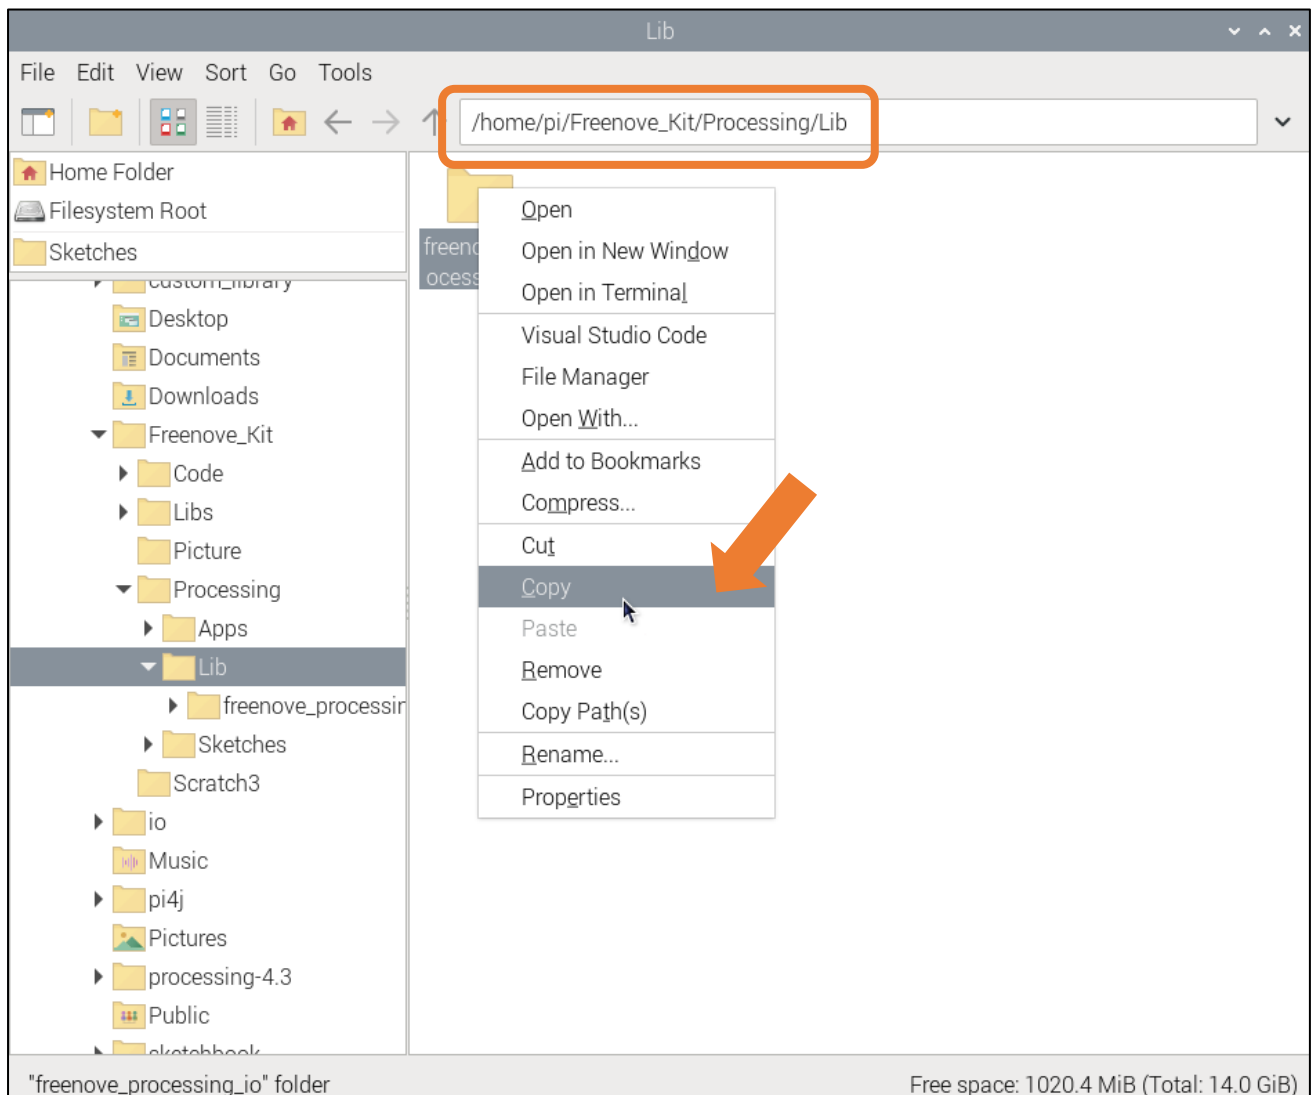 Lib
File Edit View Sort Go Tools
/home/pi/Freenove_Kit/Processing/Lib
Home Folder
Filesystem Root
Sketches
custom_library
Desktop
Documents
Downloads
Freenove_Kit
Code
Libs
Picture
Processing
Apps
Lib
freenove_processin
Sketches
Scratch3
io
Music
pi4j
Pictures
processing-4.3
Public
sketchbook
freeno
ocess
Open
Open in New Window
Open in Terminal
Visual Studio Code
File Manager
Open With...
Add to Bookmarks
Compress...
Cut
Copy
Paste
Remove
Copy Path(s)
Rename...
Properties
"freenove_processing_io" folder
Free space: 1020.4 MiB (Total: 14.0 GiB)